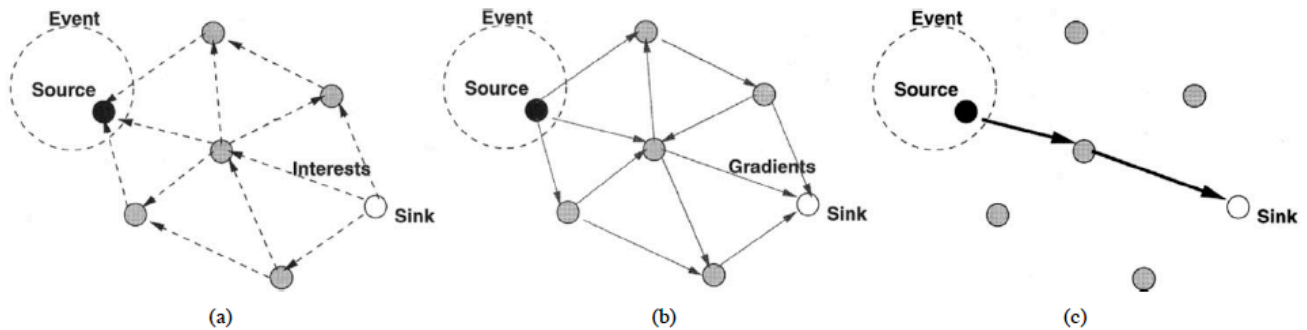 Event
Source
Interests
Sink
(a)
Event
Source
Gradients
Sink
(b)
Event
Source
Sink
(c)